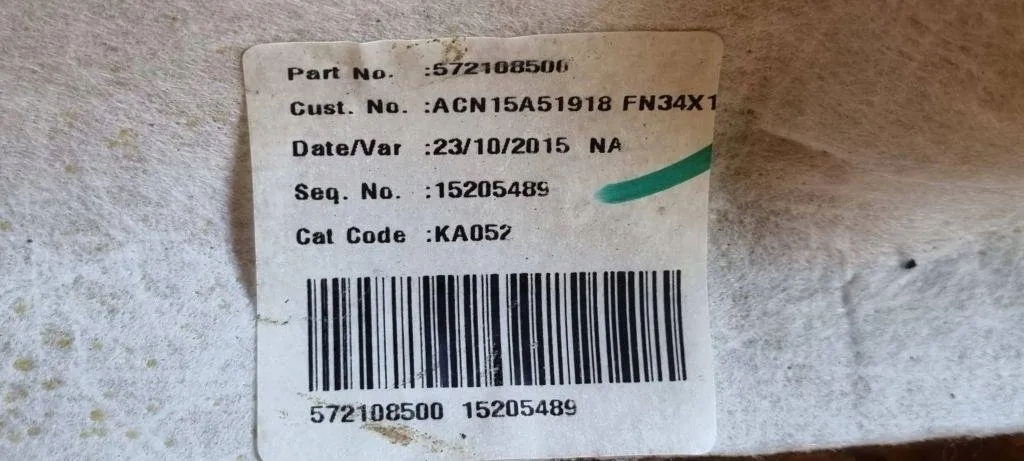 Part No. :572108500
Cust. No. :ACN15A51918 FN34X1
Date/Var :23/10/2015 NA
Seq. No. :15205489
Cat Code :KA052
572108500 15205489